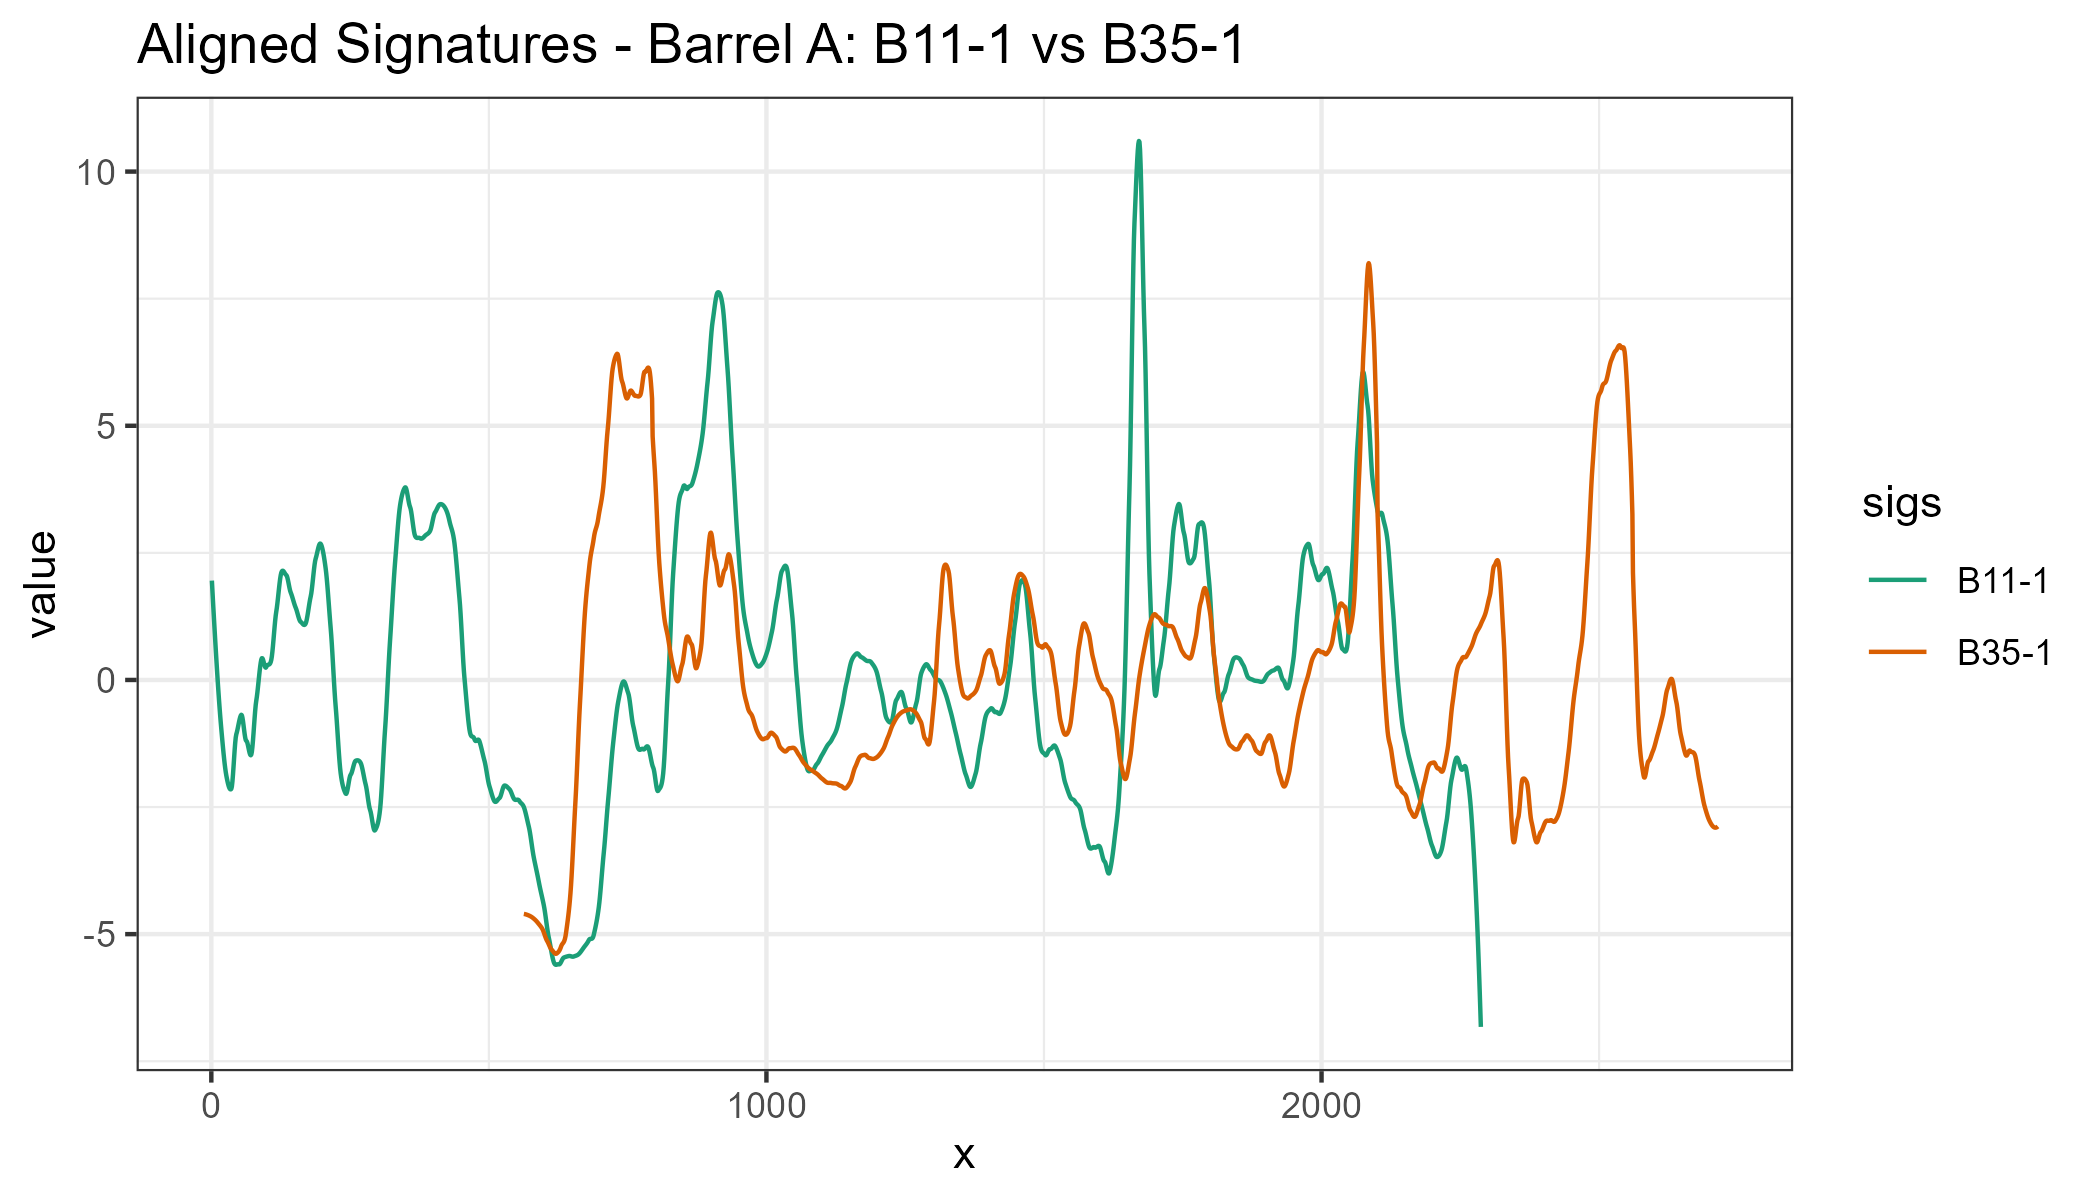 Aligned Signatures - Barrel A: B11-1 vs B35-1
10
5
0
-5
value
0
1000
2000
x
sigs
B11-1
B35-1